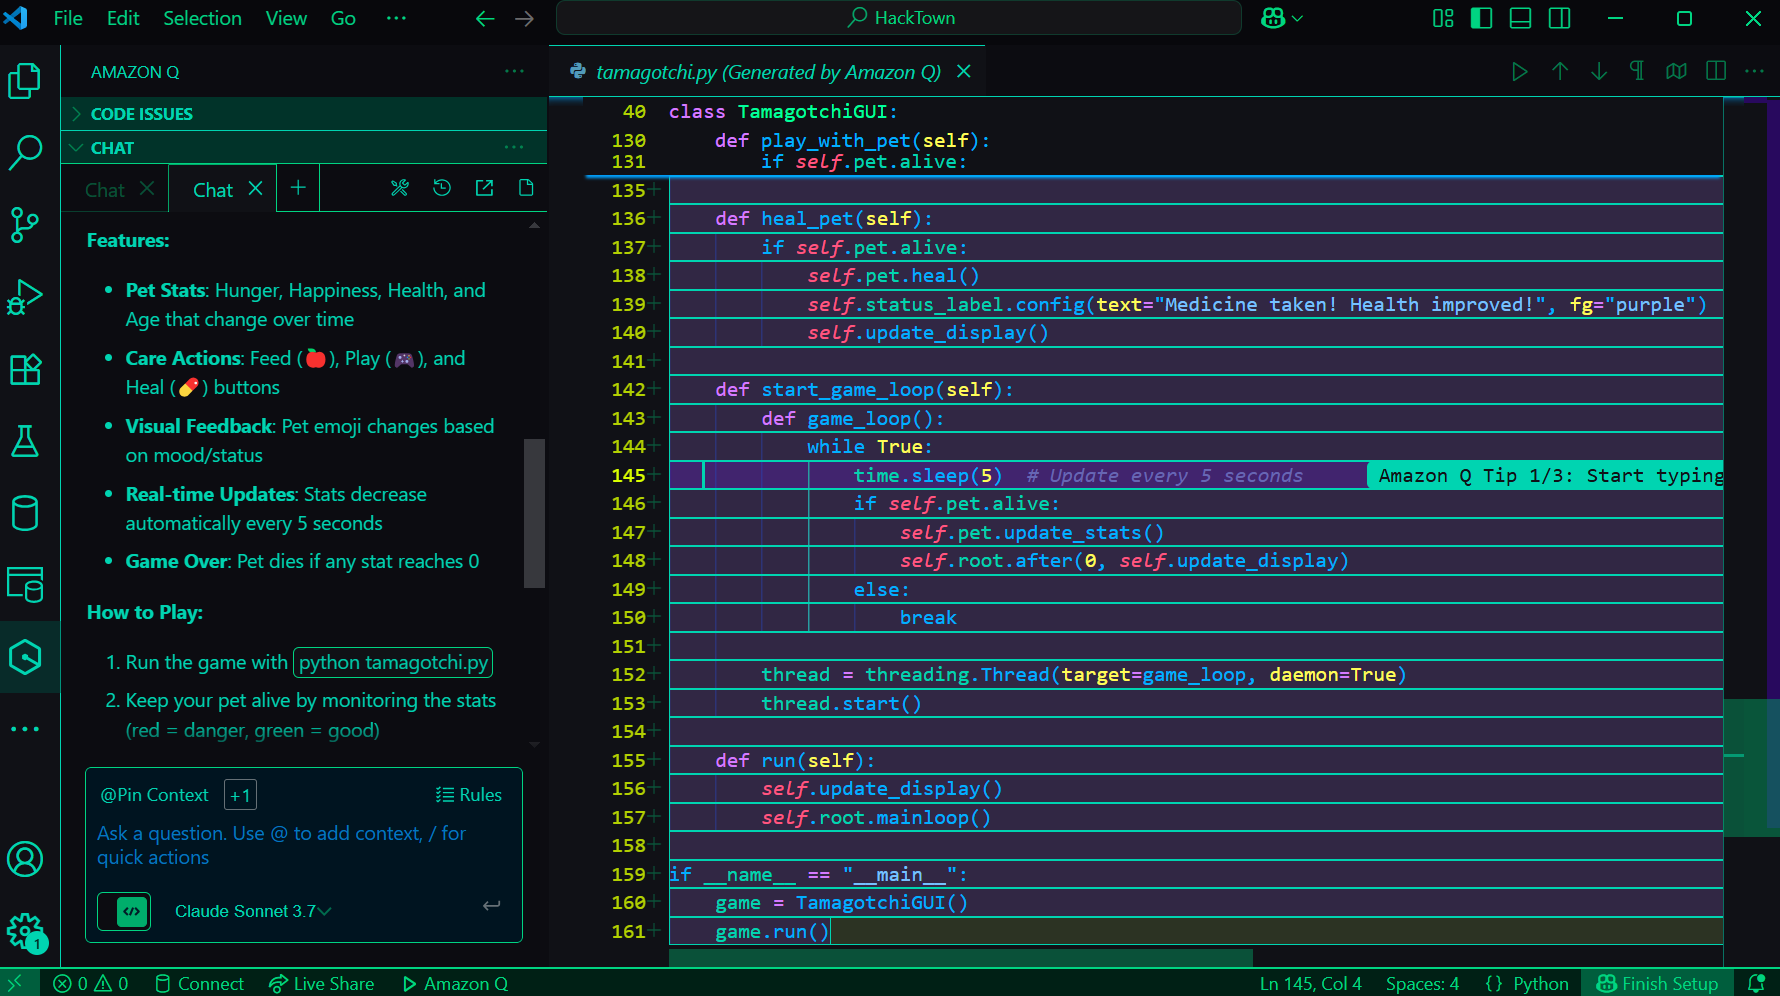 File Edit Selection View Go ···
HackTown
AMAZON Q
CODE ISSUES
CHAT
Chat
Chat
Features:
• Pet Stats: Hunger, Happiness, Health, and
Age that change over time
• Care Actions: Feed (🍎), Play (🎮), and
Heal (💊) buttons
• Visual Feedback: Pet emoji changes based
on mood/status
• Real-time Updates: Stats decrease
automatically every 5 seconds
• Game Over: Pet dies if any stat reaches 0
How to Play:
1. Run the game with python tamagotchi.py
2. Keep your pet alive by monitoring the stats
(red = danger, green = good)
@Pin Context +1 Rules
Ask a question. Use @ to add context, / for
quick actions
Claude Sonnet 3.7
1
tamagotchi.py (Generated by Amazon Q)
40 class TamagotchiGUI:
130     def play_with_pet(self):
131         if self.pet.alive:
135+
136+     def heal_pet(self):
137+         if self.pet.alive:
138+             self.pet.heal()
139+             self.status_label.config(text="Medicine taken! Health improved!", fg="purple")
140+             self.update_display()
141+
142+     def start_game_loop(self):
143+         def game_loop():
144+             while True:
145+                 time.sleep(5)  # Update every 5 seconds Amazon Q Tip 1/3: Start typing
146+                 if self.pet.alive:
147+                     self.pet.update_stats()
148+                     self.root.after(0, self.update_display)
149+                 else:
150+                     break
151+
152+         thread = threading.Thread(target=game_loop, daemon=True)
153+         thread.start()
154+
155+     def run(self):
156+         self.update_display()
157+         self.root.mainloop()
158+
159+ if __name__ == "__main__":
160+     game = TamagotchiGUI()
161+     game.run()
0 0 Connect Live Share Amazon Q Ln 145, Col 4 Spaces: 4 {} Python Finish Setup